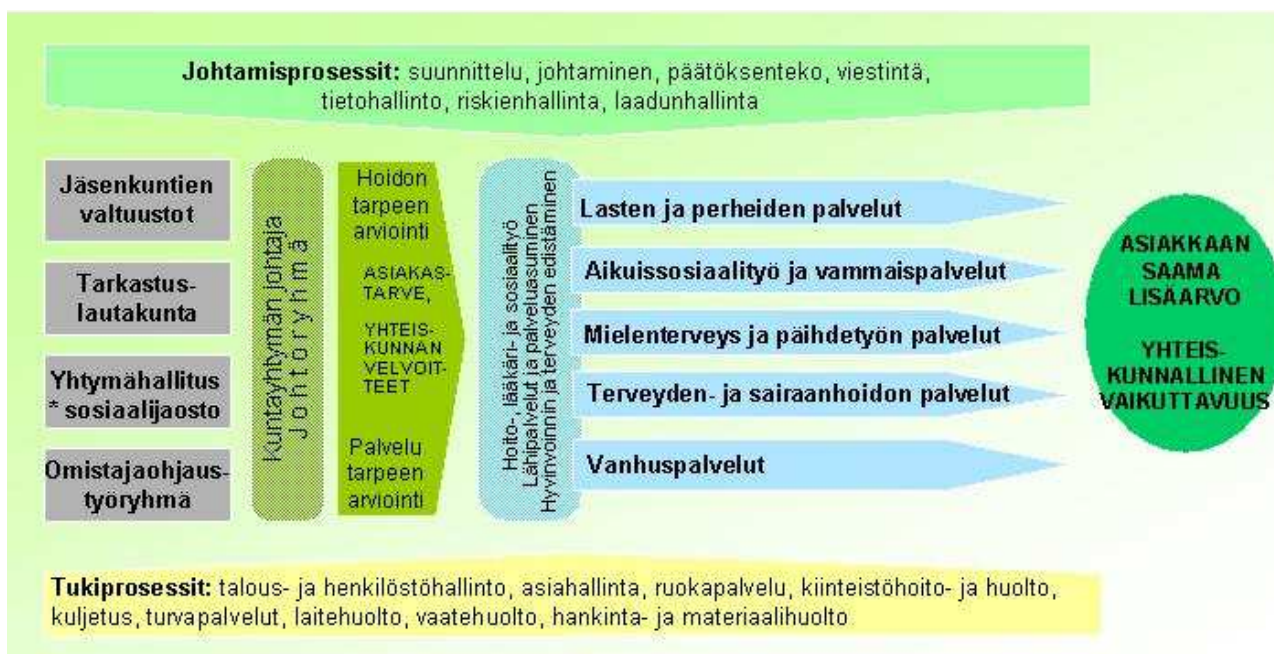 Johtamisprosessit: suunnittelu, johtaminen, päätöksenteko, viestintä,
tietohallinto, riskienhallinta, laadunhallinta
Jäsenkuntien
valtuustot
Tarkastus-
lautakunta
Yhtymähallitus
* sosiaalijaosto
Omistajaohjaus-
työryhmä
Kuntayhtymän johtaja
Johtoryhmä
Hoidon
tarpeen
arviointi
ASIAKAS-
TARVE,
YHTEIS-
KUNNAN
VELVOIT-
TEET
Palvelu
tarpeen
arviointi
Hoito-, lääkäri- ja sosiaalityö
Lähipalvelut ja palveluasuminen
Hyvinvoinnin ja terveyden edistäminen
Lasten ja perheiden palvelut
Aikuissosiaalityö ja vammaispalvelut
Mielenterveys ja päihdetyön palvelut
Terveyden- ja sairaanhoidon palvelut
Vanhuspalvelut
ASIAKKAAN
SAAMA
LISÄARVO
YHTEIS-
KUNNALLINEN
VAIKUTTAVUUS
Tukiprosessit: talous- ja henkilöstöhallinto, asiahallinta, ruokapalvelu, kiinteistöhoito- ja huolto,
kuljetus, turvapalvelut, laitehuolto, vaatehuolto, hankinta- ja materiaalihuolto